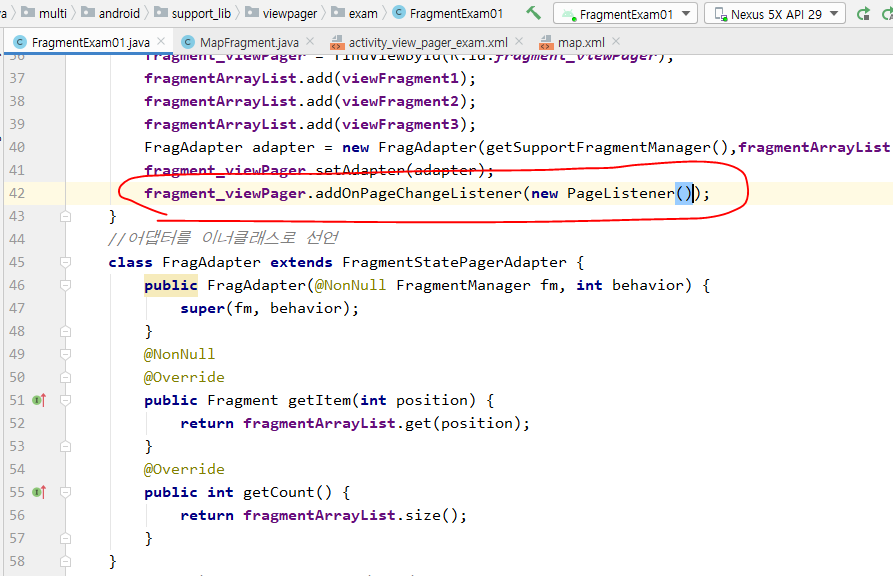 va multi android support_lib viewpager exam FragmentExam01 FragmentExam01 Nexus 5X API 29
FragmentExam01.java MapFragment.java activity_view_pager_exam.xml map.xml
36 fragment_viewPager = findViewById(R.id.fragment_viewPager);
37 fragmentArrayList.add(viewFragment1);
38 fragmentArrayList.add(viewFragment2);
39 fragmentArrayList.add(viewFragment3);
40 FragAdapter adapter = new FragAdapter(getSupportFragmentManager(),fragmentArrayList
41 fragment_viewPager.setAdapter(adapter);
42 fragment_viewPager.addOnPageChangeListener(new PageListener());
43 }
44 //어댑터를 이너클래스로 선언
45 class FragAdapter extends FragmentStatePagerAdapter {
46 public FragAdapter(@NonNull FragmentManager fm, int behavior) {
47 super(fm, behavior);
48 }
49 @NonNull
50 @Override
51 public Fragment getItem(int position) {
52 return fragmentArrayList.get(position);
53 }
54 @Override
55 public int getCount() {
56 return fragmentArrayList.size();
57 }
58 }